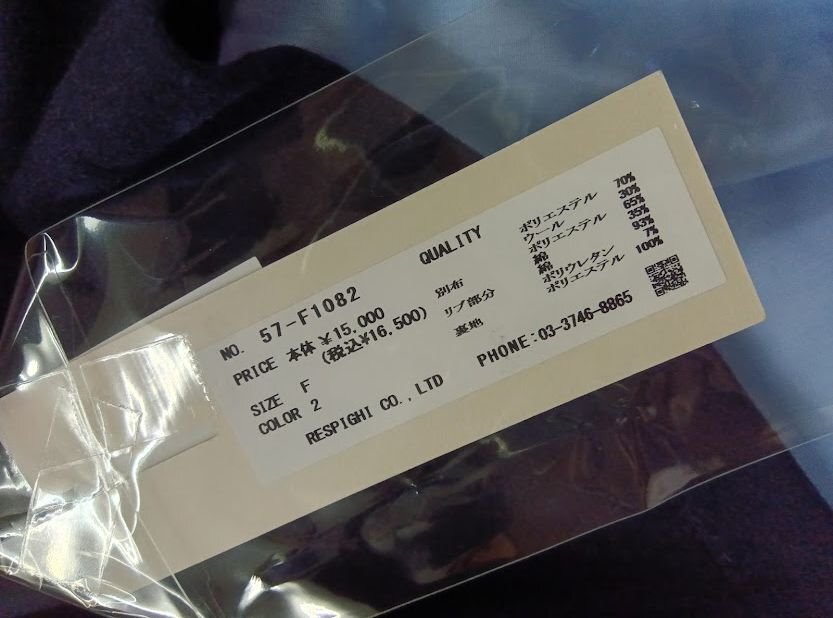 NO. 57-F1082
PRICE 本体 ¥15,000
(税込¥16,500)
SIZE F
COLOR 2
RESPIGHI CO., LTD
QUALITY
ポリエステル 70%
ウール 30%
別布 ポリエステル 65%
綿 35%
リブ部分 綿 93%
ポリウレタン 7%
裏地 ポリエステル 100%
PHONE:03-3746-8865